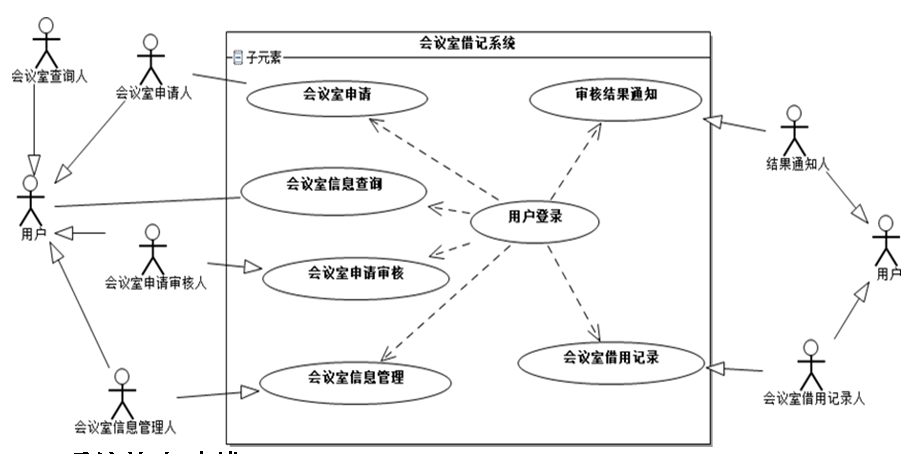 会议室借记系统
子元素
会议室查询人
会议室申请人
会议室申请
审核结果通知
结果通知人
会议室信息查询
用户
用户登录
会议室申请审核人
会议室申请审核
用户
会议室信息管理
会议室借用记录
会议室信息管理人
会议室借用记录人